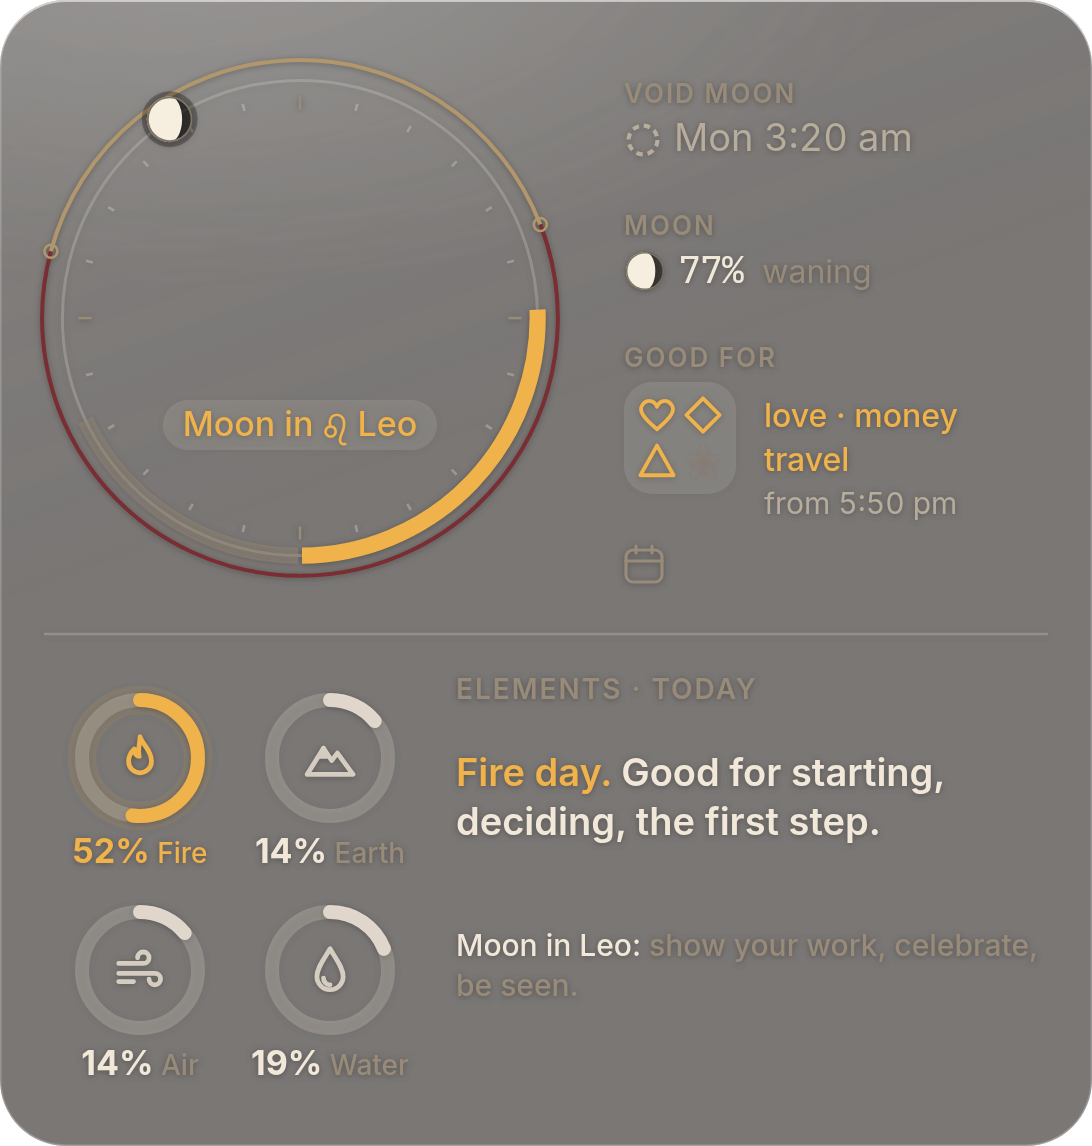 VOID MOON
Mon 3:20 am
MOON
77% waning
GOOD FOR
love · money
travel
from 5:50 pm
Moon in ♌ Leo
ELEMENTS · TODAY
Fire day. Good for starting,
deciding, the first step.
52% Fire
14% Earth
Moon in Leo: show your work, celebrate,
be seen.
14% Air
19% Water